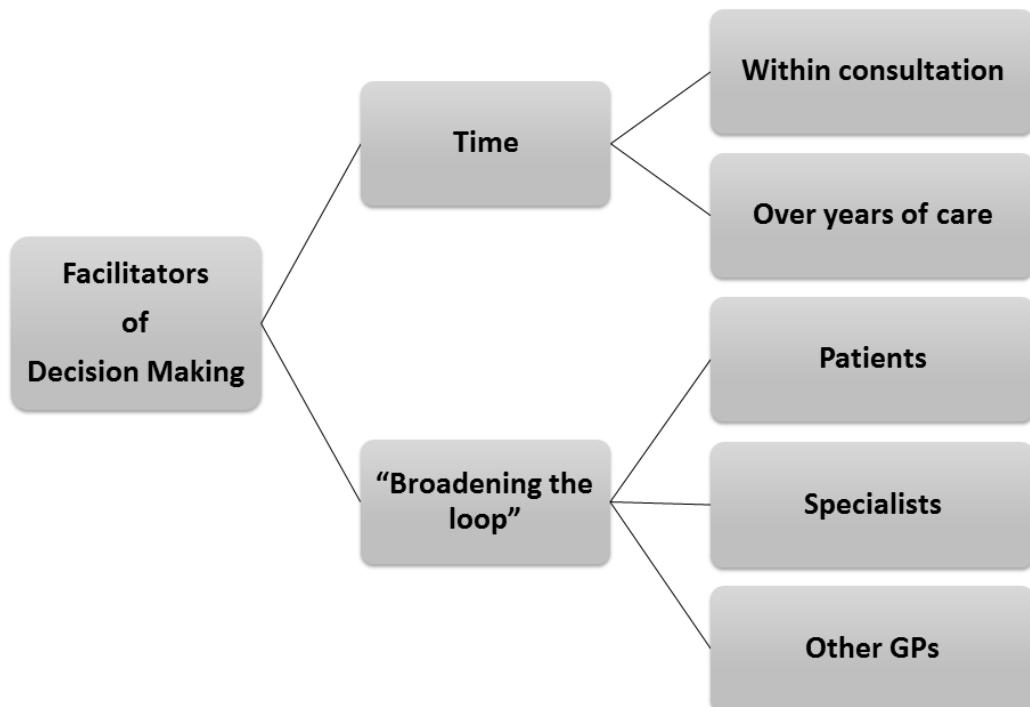 Facilitators
of
Decision Making
Time
Within consultation
Over years of care
“Broadening the
loop”
Patients
Specialists
Other GPs